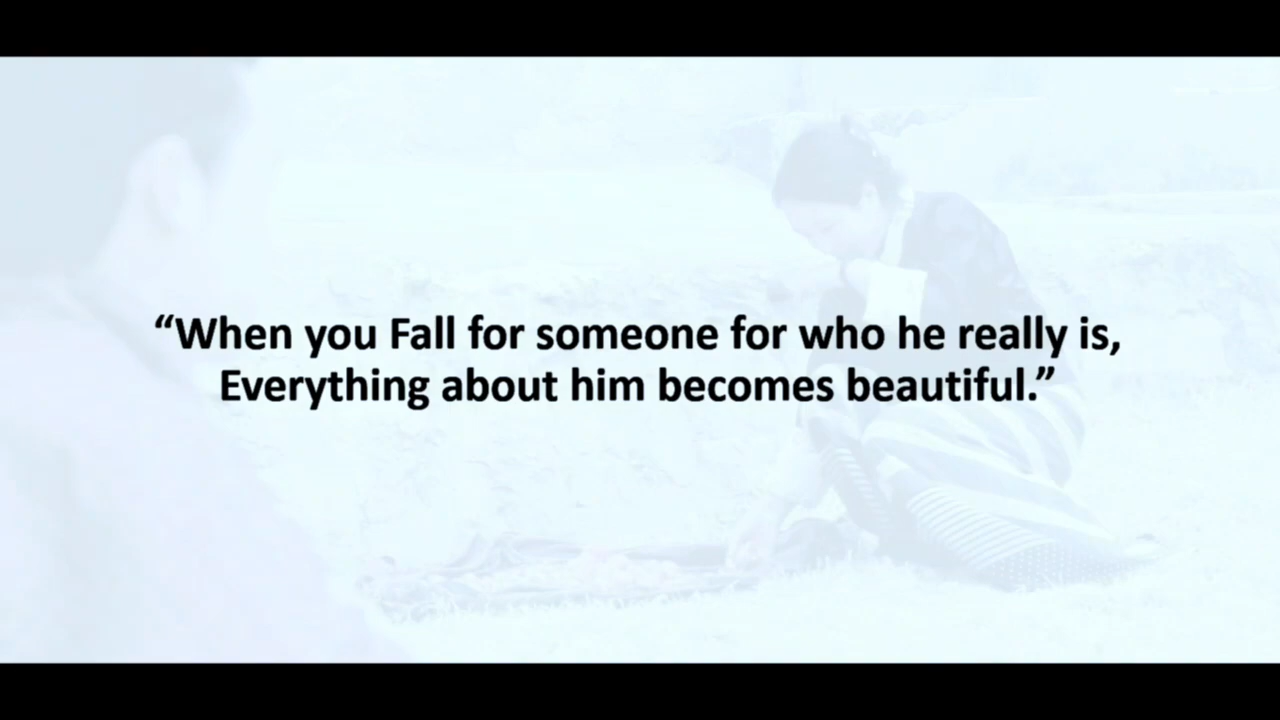 “When you Fall for someone for who he really is,
Everything about him becomes beautiful.”